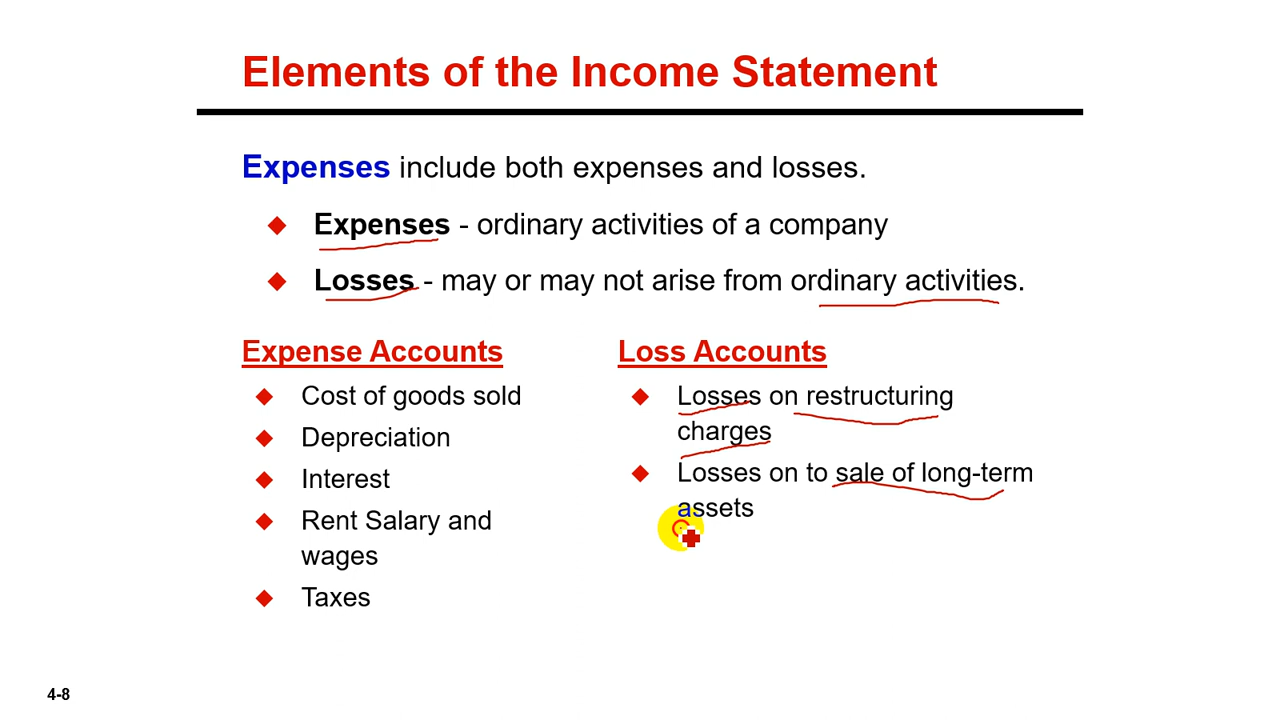 Elements of the Income Statement
Expenses include both expenses and losses.
Expenses - ordinary activities of a company
Losses - may or may not arise from ordinary activities.
Expense Accounts
Cost of goods sold
Depreciation
Interest
Rent Salary and
wages
Taxes
Loss Accounts
Losses on restructuring
charges
Losses on to sale of long-term
assets
4-8